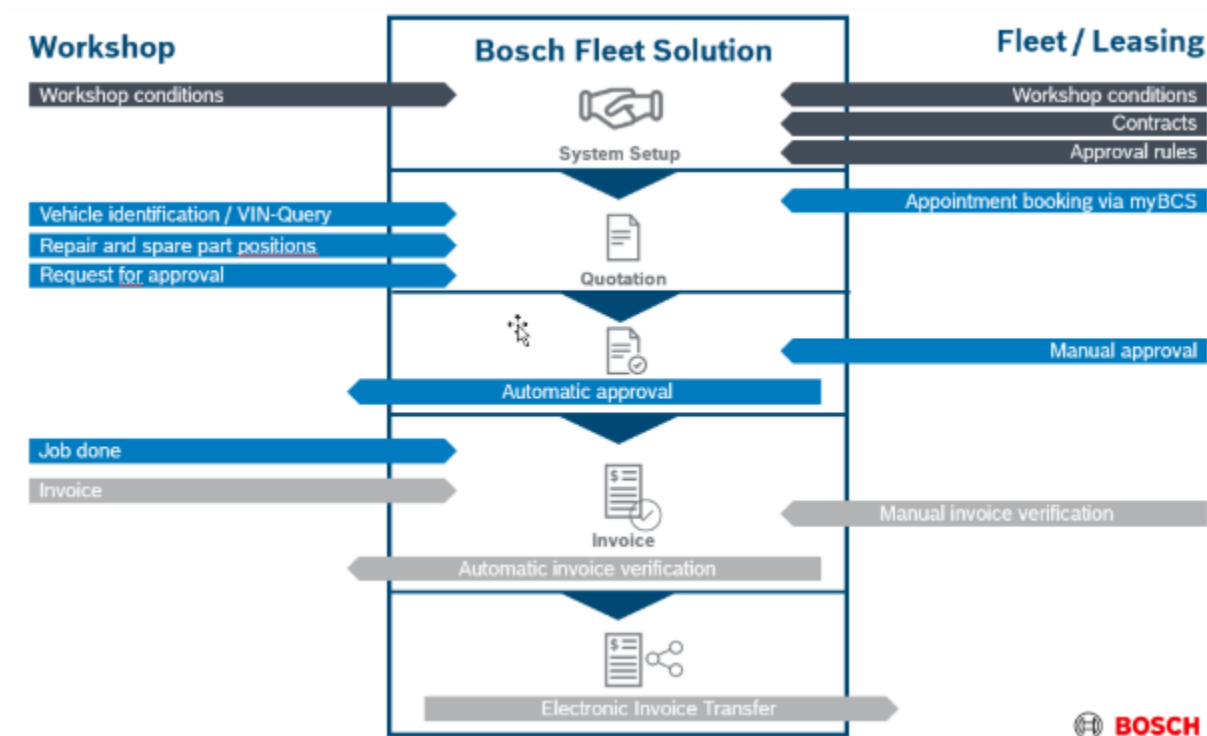 Workshop
Bosch Fleet Solution
Fleet / Leasing
Workshop conditions
Workshop conditions
Contracts
System Setup
Approval rules
Appointment booking via myBCS
Vehicle identification / VIN-Query
Repair and spare part positions
Request for approval
Quotation
Manual approval
Automatic approval
Job done
Invoice
$
Manual invoice verification
Invoice
Automatic invoice verification
$
Electronic Invoice Transfer
BOSCH